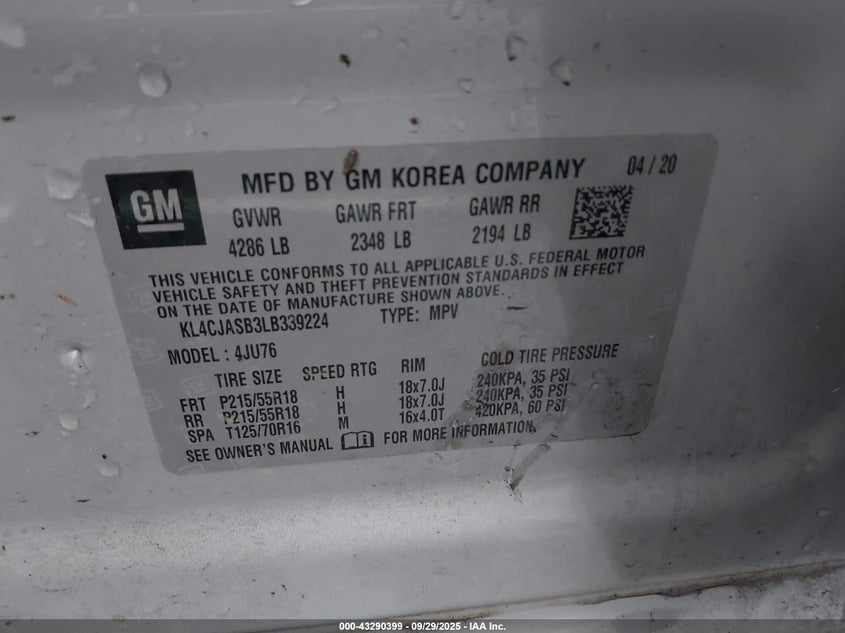 GM
MFD BY GM KOREA COMPANY 04 / 20
GVWR GAWR FRT GAWR RR
4286 LB 2348 LB 2194 LB
THIS VEHICLE CONFORMS TO ALL APPLICABLE U.S. FEDERAL MOTOR
VEHICLE SAFETY AND THEFT PREVENTION STANDARDS IN EFFECT
ON THE DATE OF MANUFACTURE SHOWN ABOVE.
KL4CJASB3LB339224 TYPE: MPV
MODEL : 4JU76
TIRE SIZE SPEED RTG RIM COLD TIRE PRESSURE
FRT P215/55R18 H 18x7.0J 240KPA, 35 PSI
RR P215/55R18 H 18x7.0J 240KPA, 35 PSI
SPA T125/70R16 M 16x4.0T 420KPA, 60 PSI
SEE OWNER'S MANUAL FOR MORE INFORMATION.
000-43290399 - 09/29/2025 - IAA Inc.